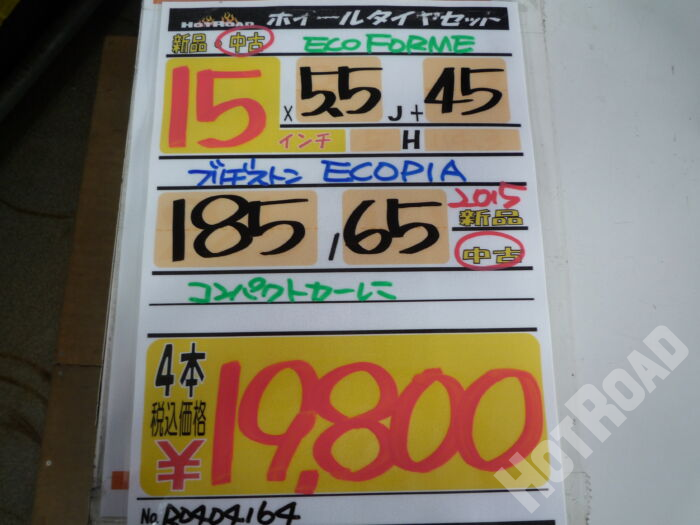 HOTROAD ホイールタイヤセット
新品・中古 ECO FORME
15 x 5.5 J + 45
インチ H
ブリヂストン ECOPIA
185 / 65 2015
新品
中古
コンパクトカーに
4本
税込価格
¥19,800
No. R0404164
HOTROAD